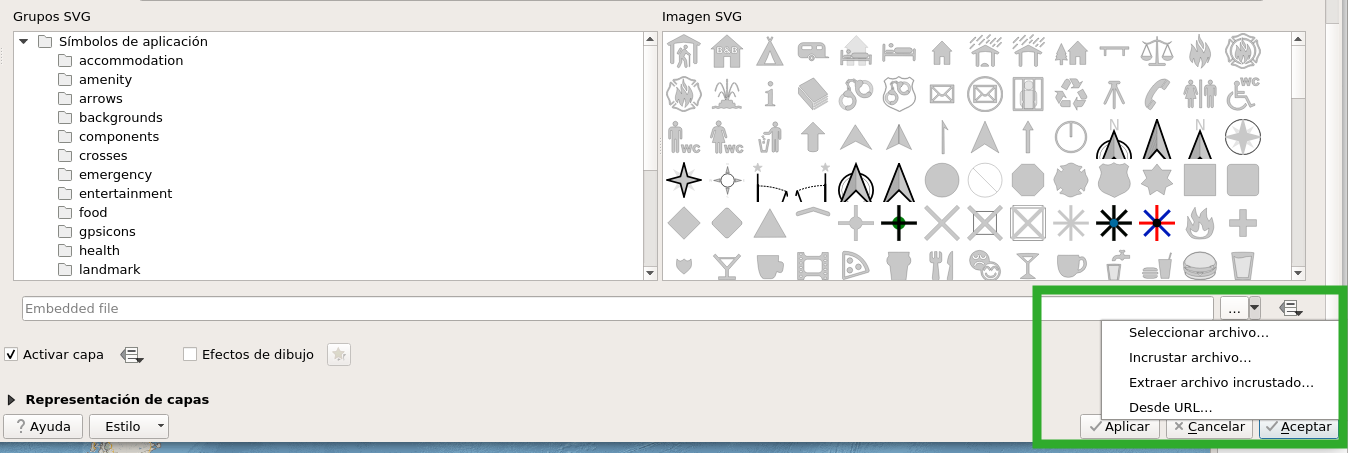 Grupos SVG
Imagen SVG
Símbolos de aplicación
accommodation
amenity
arrows
backgrounds
components
crosses
emergency
entertainment
food
gpsicons
health
landmark
B&B
WC
WC
WC
N
N
Embedded file
...
Seleccionar archivo...
Incrustar archivo...
Extraer archivo incrustado...
Desde URL...
Activar capa
Efectos de dibujo
Representación de capas
Ayuda
Estilo
Aplicar
Cancelar
Aceptar